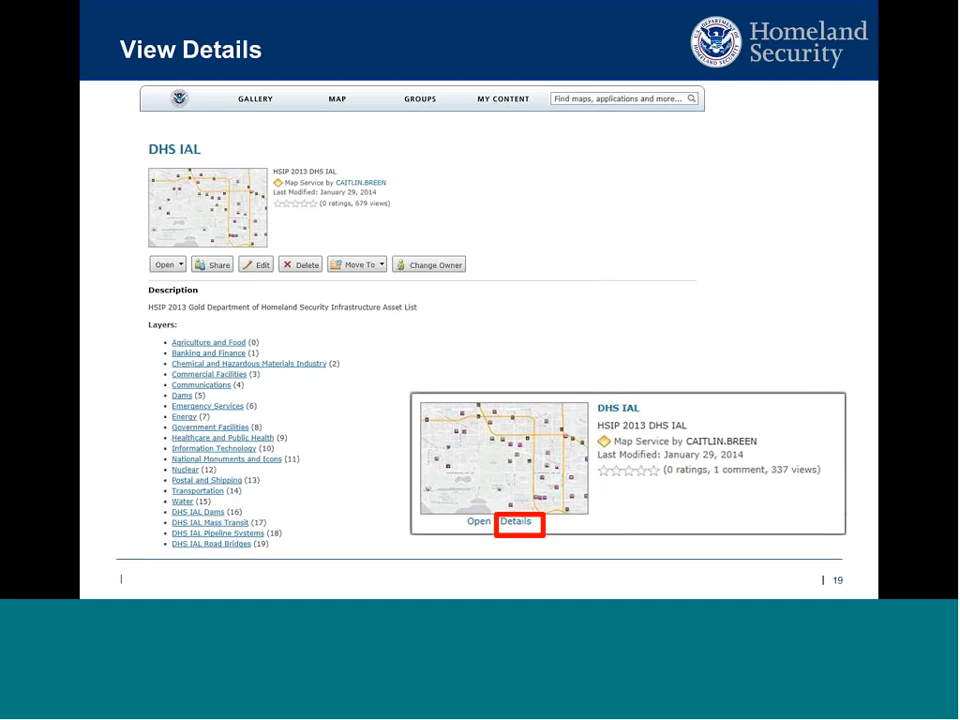 View Details
Homeland
Security
GALLERY MAP GROUPS MY CONTENT Find maps, applications and more...
DHS IAL
HSIP 2013 DHS IAL
Map Service by CAITLIN.BREEN
Last Modified: January 29, 2014
(0 ratings, 679 views)
Open Share Edit Delete Move To Change Owner
Description
HSIP 2013 Gold Department of Homeland Security Infrastructure Asset List
Layers:
• Agriculture and Food (0)
• Banking and Finance (1)
• Chemical and Hazardous Materials Industry (2)
• Commercial Facilities (3)
• Communications (4)
• Dams (5)
• Emergency Services (6)
• Energy (7)
• Government Facilities (8)
• Healthcare and Public Health (9)
• Information Technology (10)
• National Monuments and Icons (11)
• Nuclear (12)
• Postal and Shipping (13)
• Transportation (14)
• Water (15)
• DHS IAL Dams (16)
• DHS IAL Mass Transit (17)
• DHS IAL Pipeline Systems (18)
• DHS IAL Road Bridges (19)
DHS IAL
HSIP 2013 DHS IAL
Map Service by CAITLIN.BREEN
Last Modified: January 29, 2014
(0 ratings, 1 comment, 337 views)
Open Details
| | 19